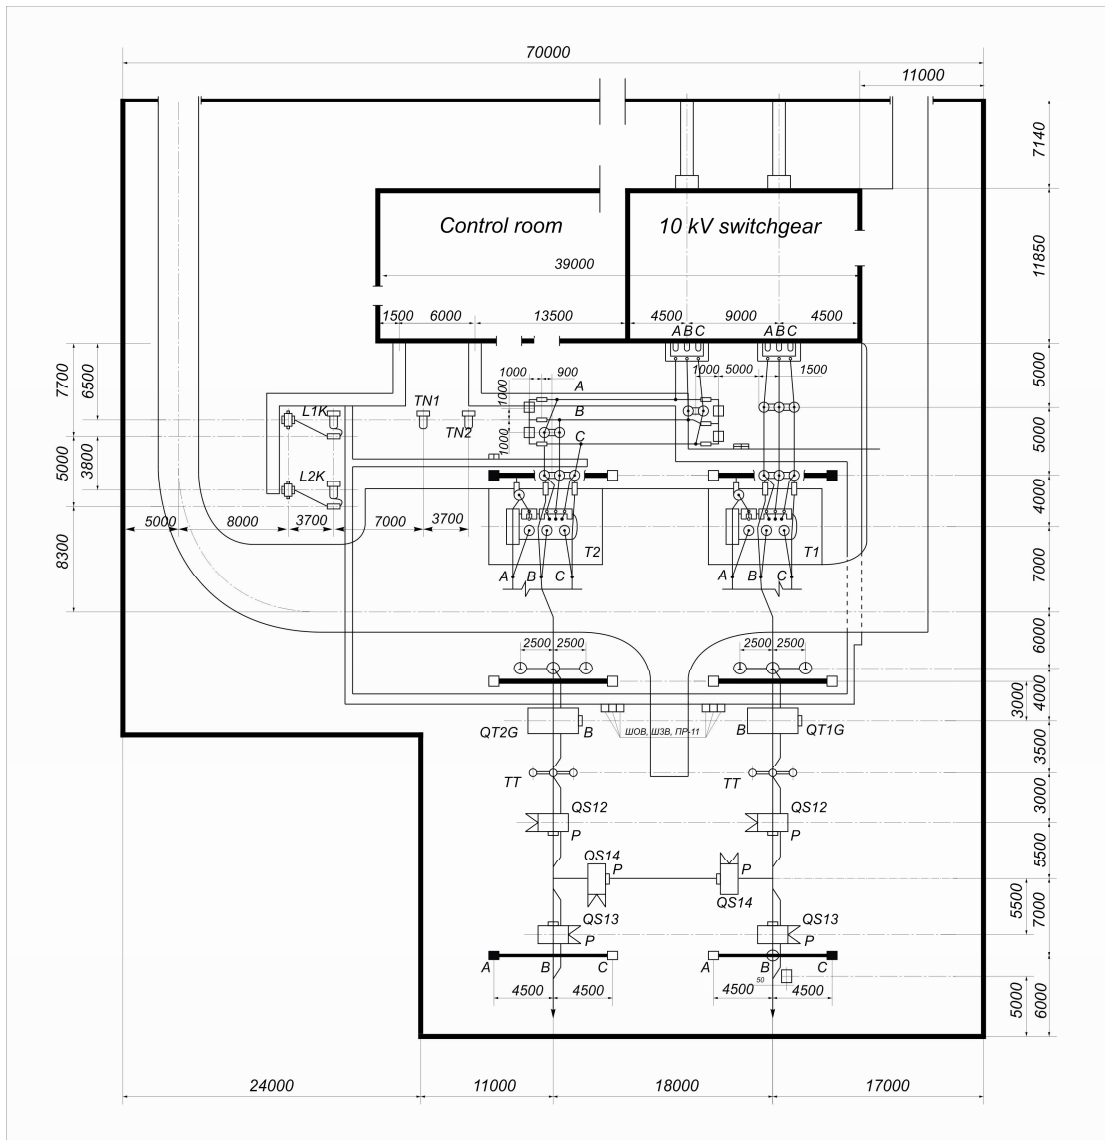 70000
11000
7140
Control room
10 kV switchgear
11850
39000
1500
6000
13500
4500
9000
4500
A B C
A B C
7700
6500
1000
900
1000
5000
1500
5000
A
1000
L1K
TN1
B
TN2
C
1000
5000
5000
3800
L2K
4000
5000
8000
3700
7000
3700
8300
T2
T1
7000
A
B
C
A
B
C
2500
2500
2500
2500
6000
3000
4000
QT2G
B
ШОВ, ШЗВ, ПР-11
B
QT1G
3500
TT
TT
3000
QS12
QS12
P
P
5500
QS14
P
P
QS14
5500
7000
QS13
QS13
P
P
A
B
C
A
B
C
50
4500
4500
4500
4500
5000
6000
24000
11000
18000
17000